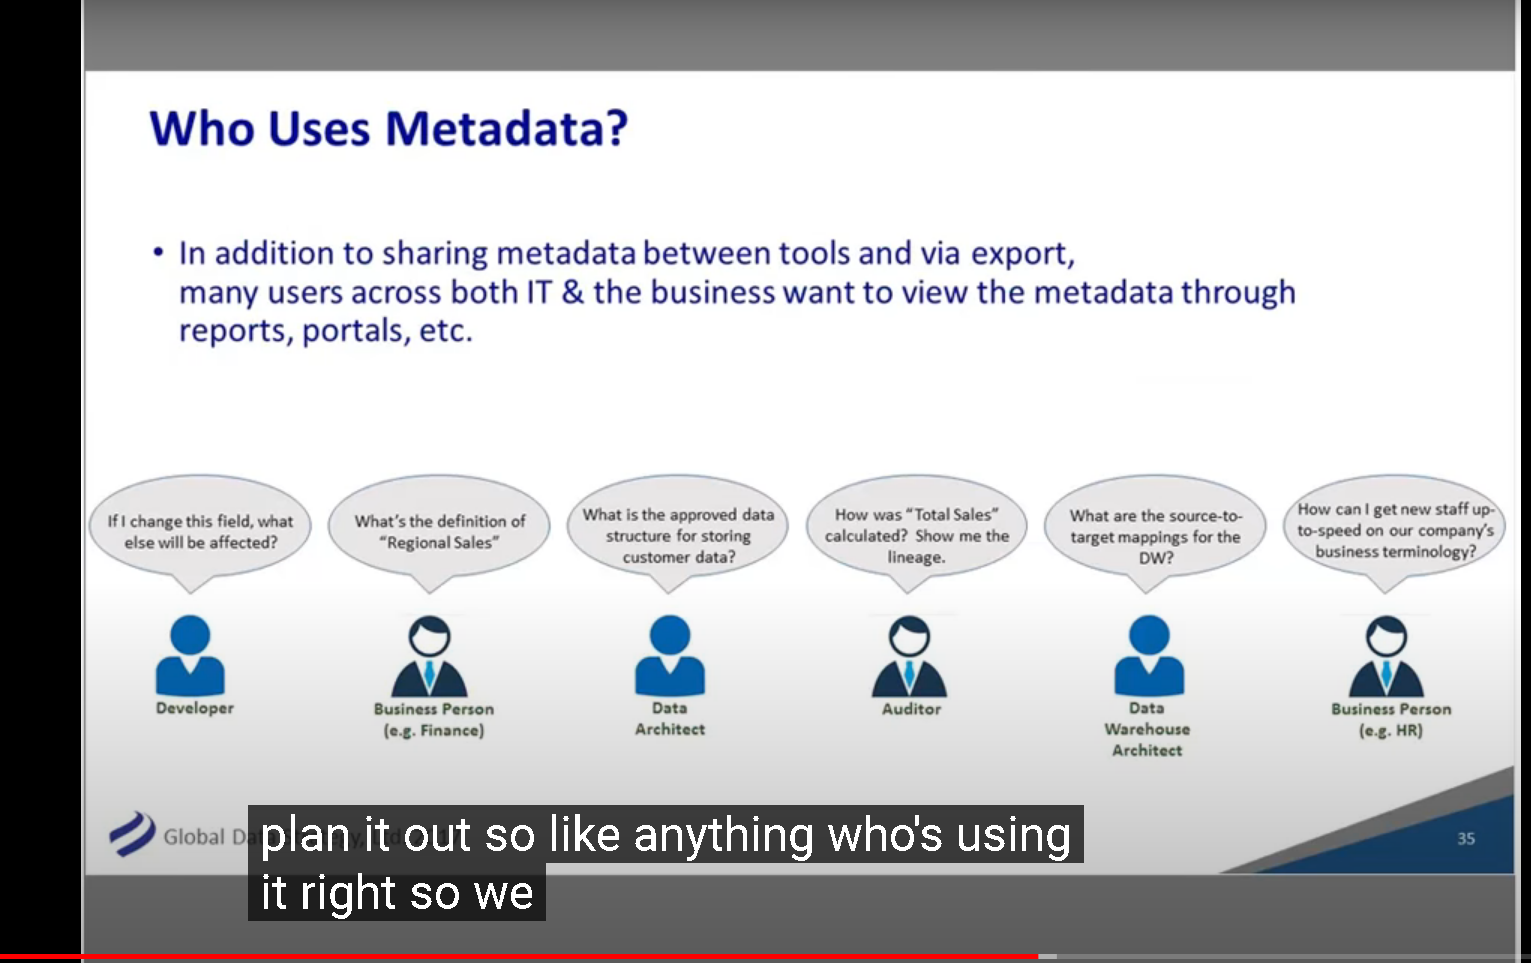 Who Uses Metadata?
• In addition to sharing metadata between tools and via export,
many users across both IT & the business want to view the metadata through
reports, portals, etc.
If I change this field, what
else will be affected?
What's the definition of
"Regional Sales"
What is the approved data
structure for storing
customer data?
How was "Total Sales"
calculated? Show me the
lineage.
What are the source-to-
target mappings for the
DW?
How can I get new staff up-
to-speed on our company's
business terminology?
Developer
Business Person
(e.g. Finance)
Data
Architect
Auditor
Data
Warehouse
Architect
Business Person
(e.g. HR)
Global
35
plan it out so like anything who's using
it right so we